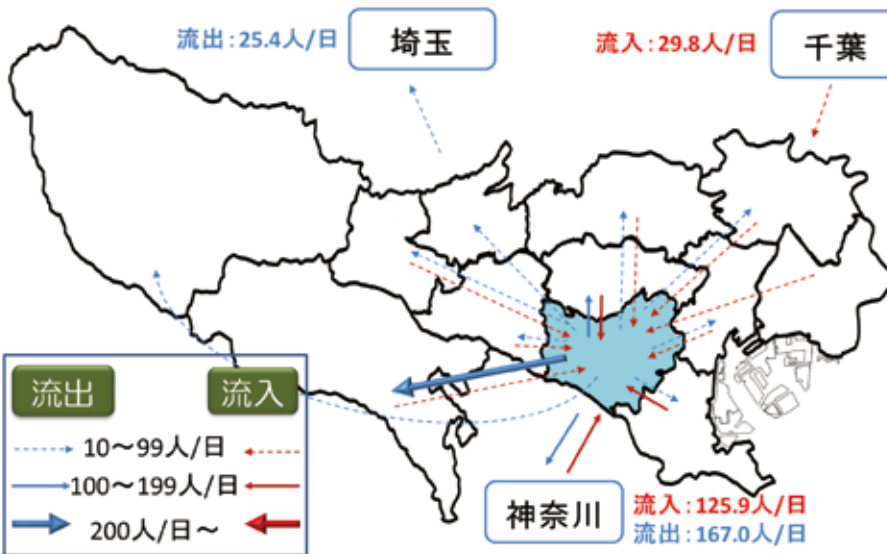 流出：25.4人/日
埼玉
流入：29.8人/日
千葉
流出
流入
10～99人/日
100～199人/日
200人/日～
神奈川
流入：125.9人/日
流出：167.0人/日